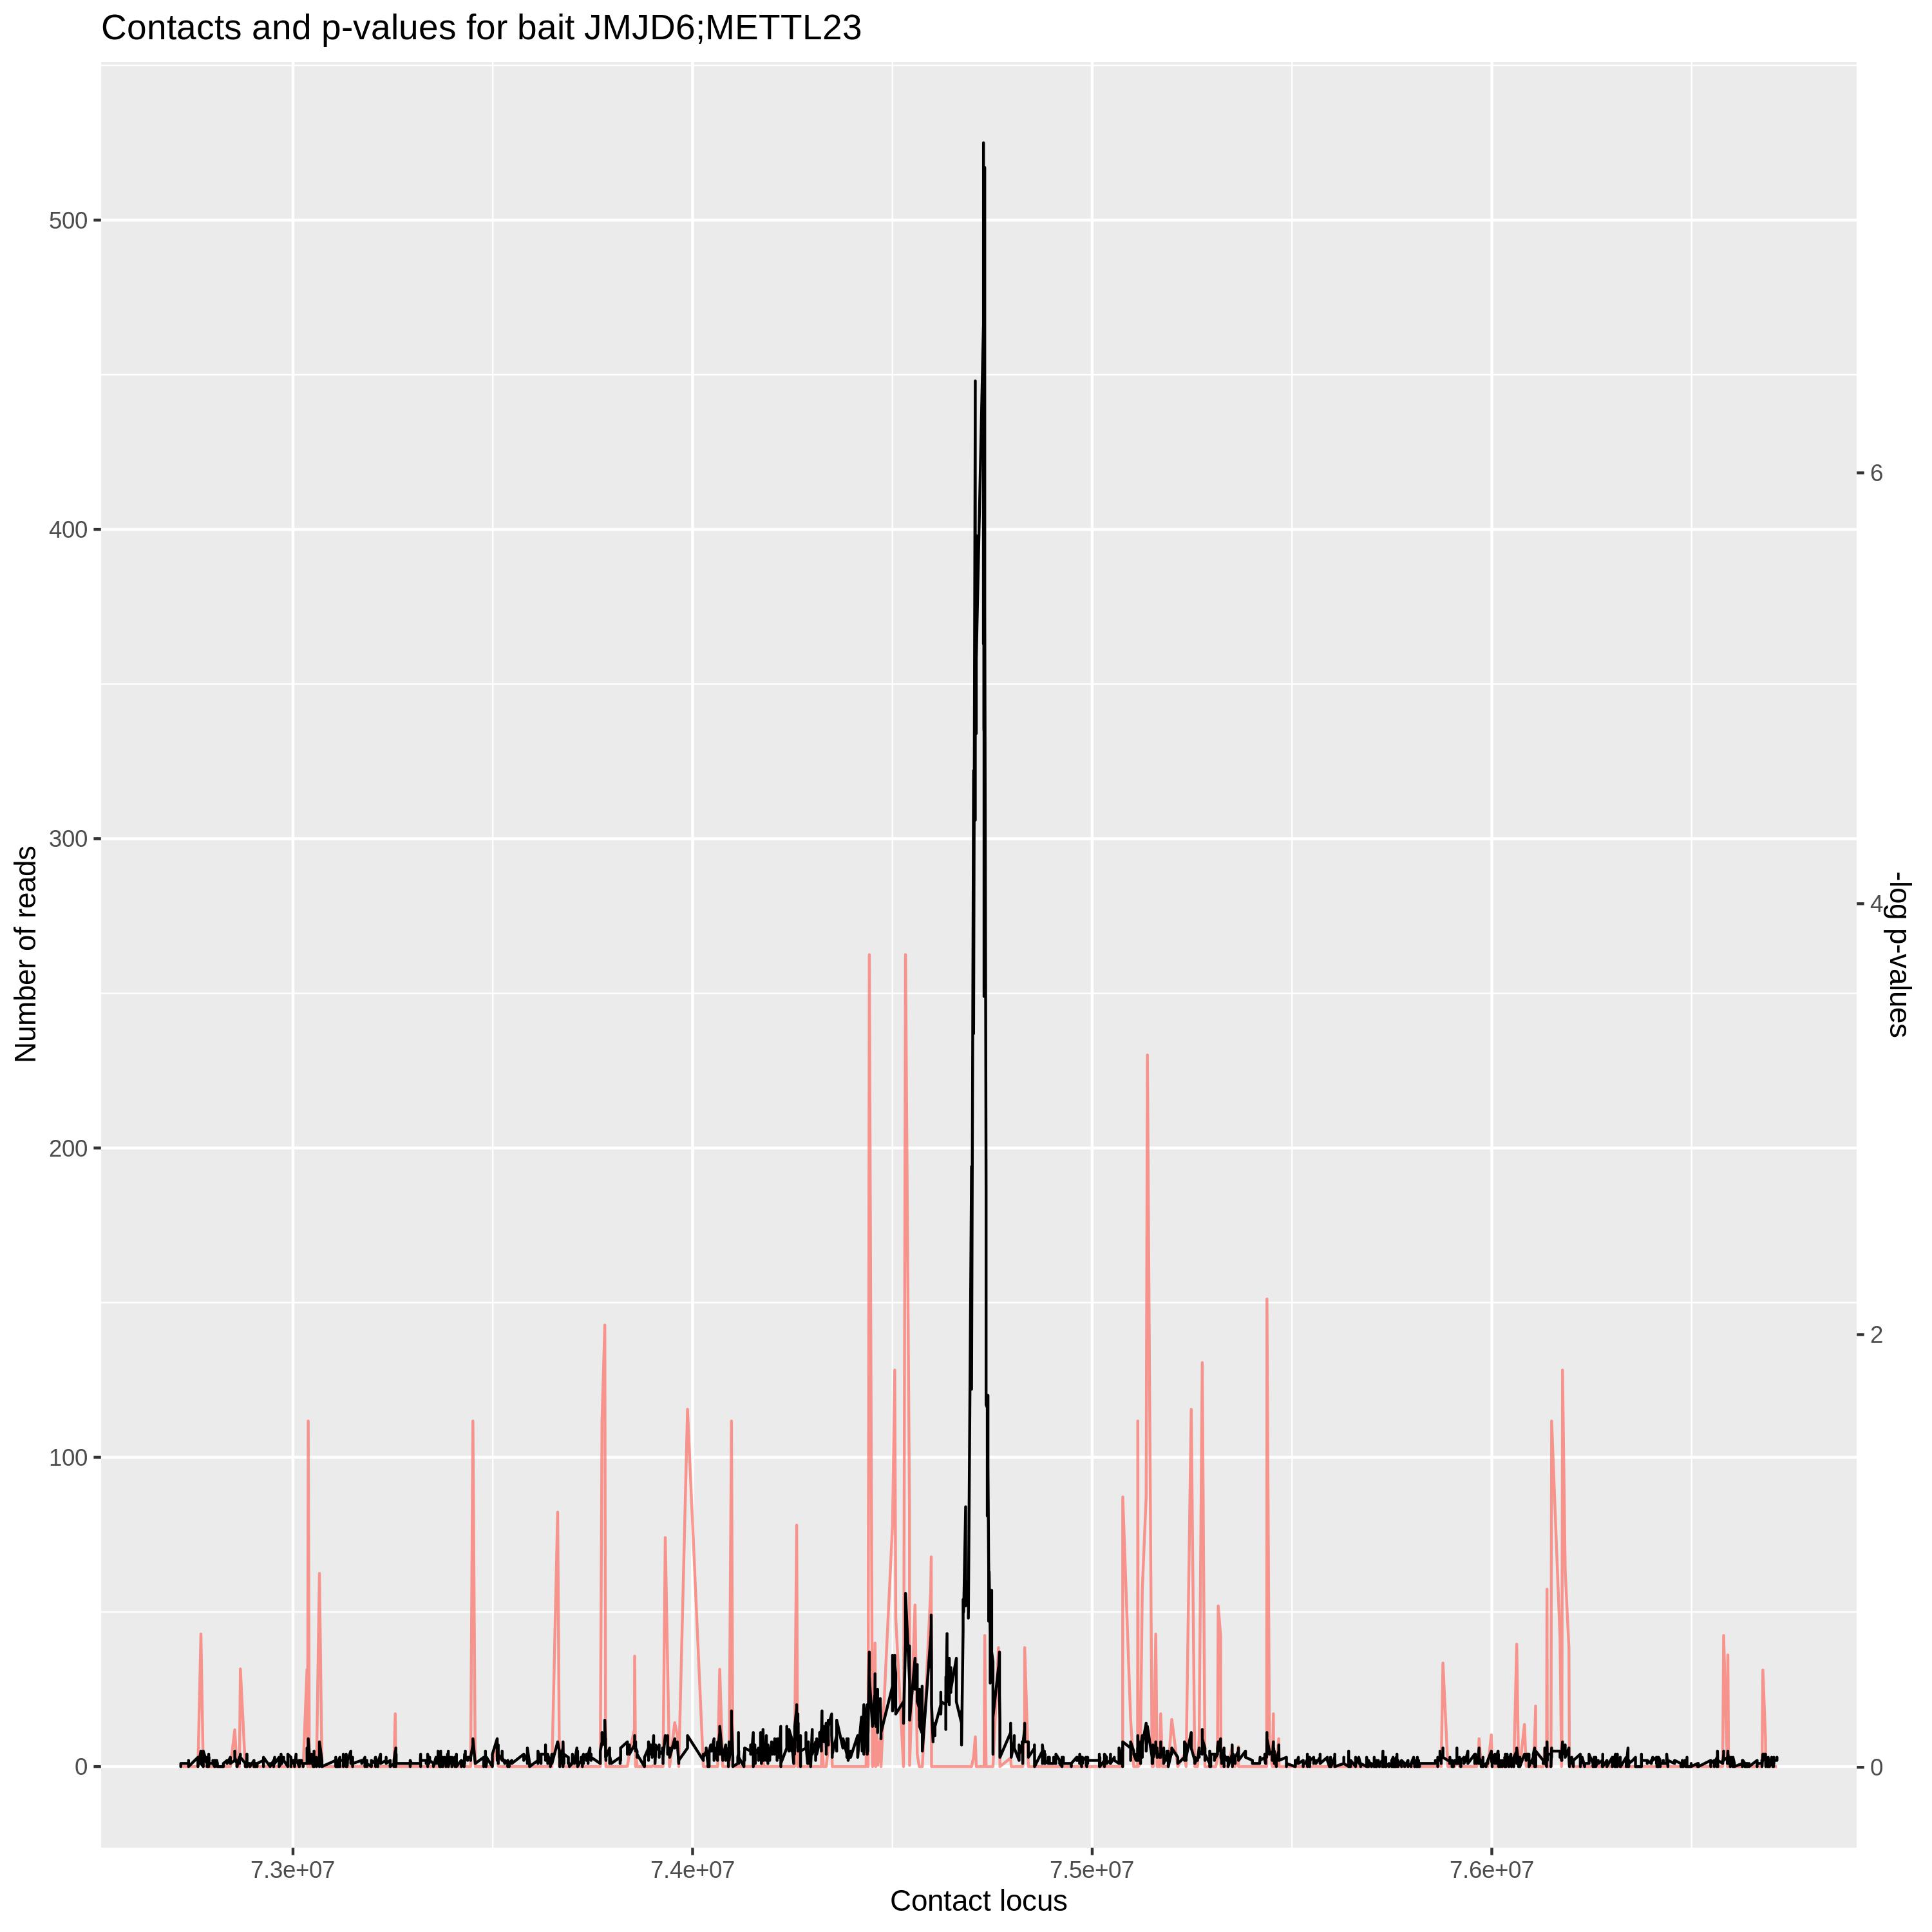 Contacts and p-values for bait JMJD6;METTL23
500
400
300
200
100
0
Number of reads
6
4
2
0
-log p-values
7.3e+07
7.4e+07
7.5e+07
7.6e+07
Contact locus